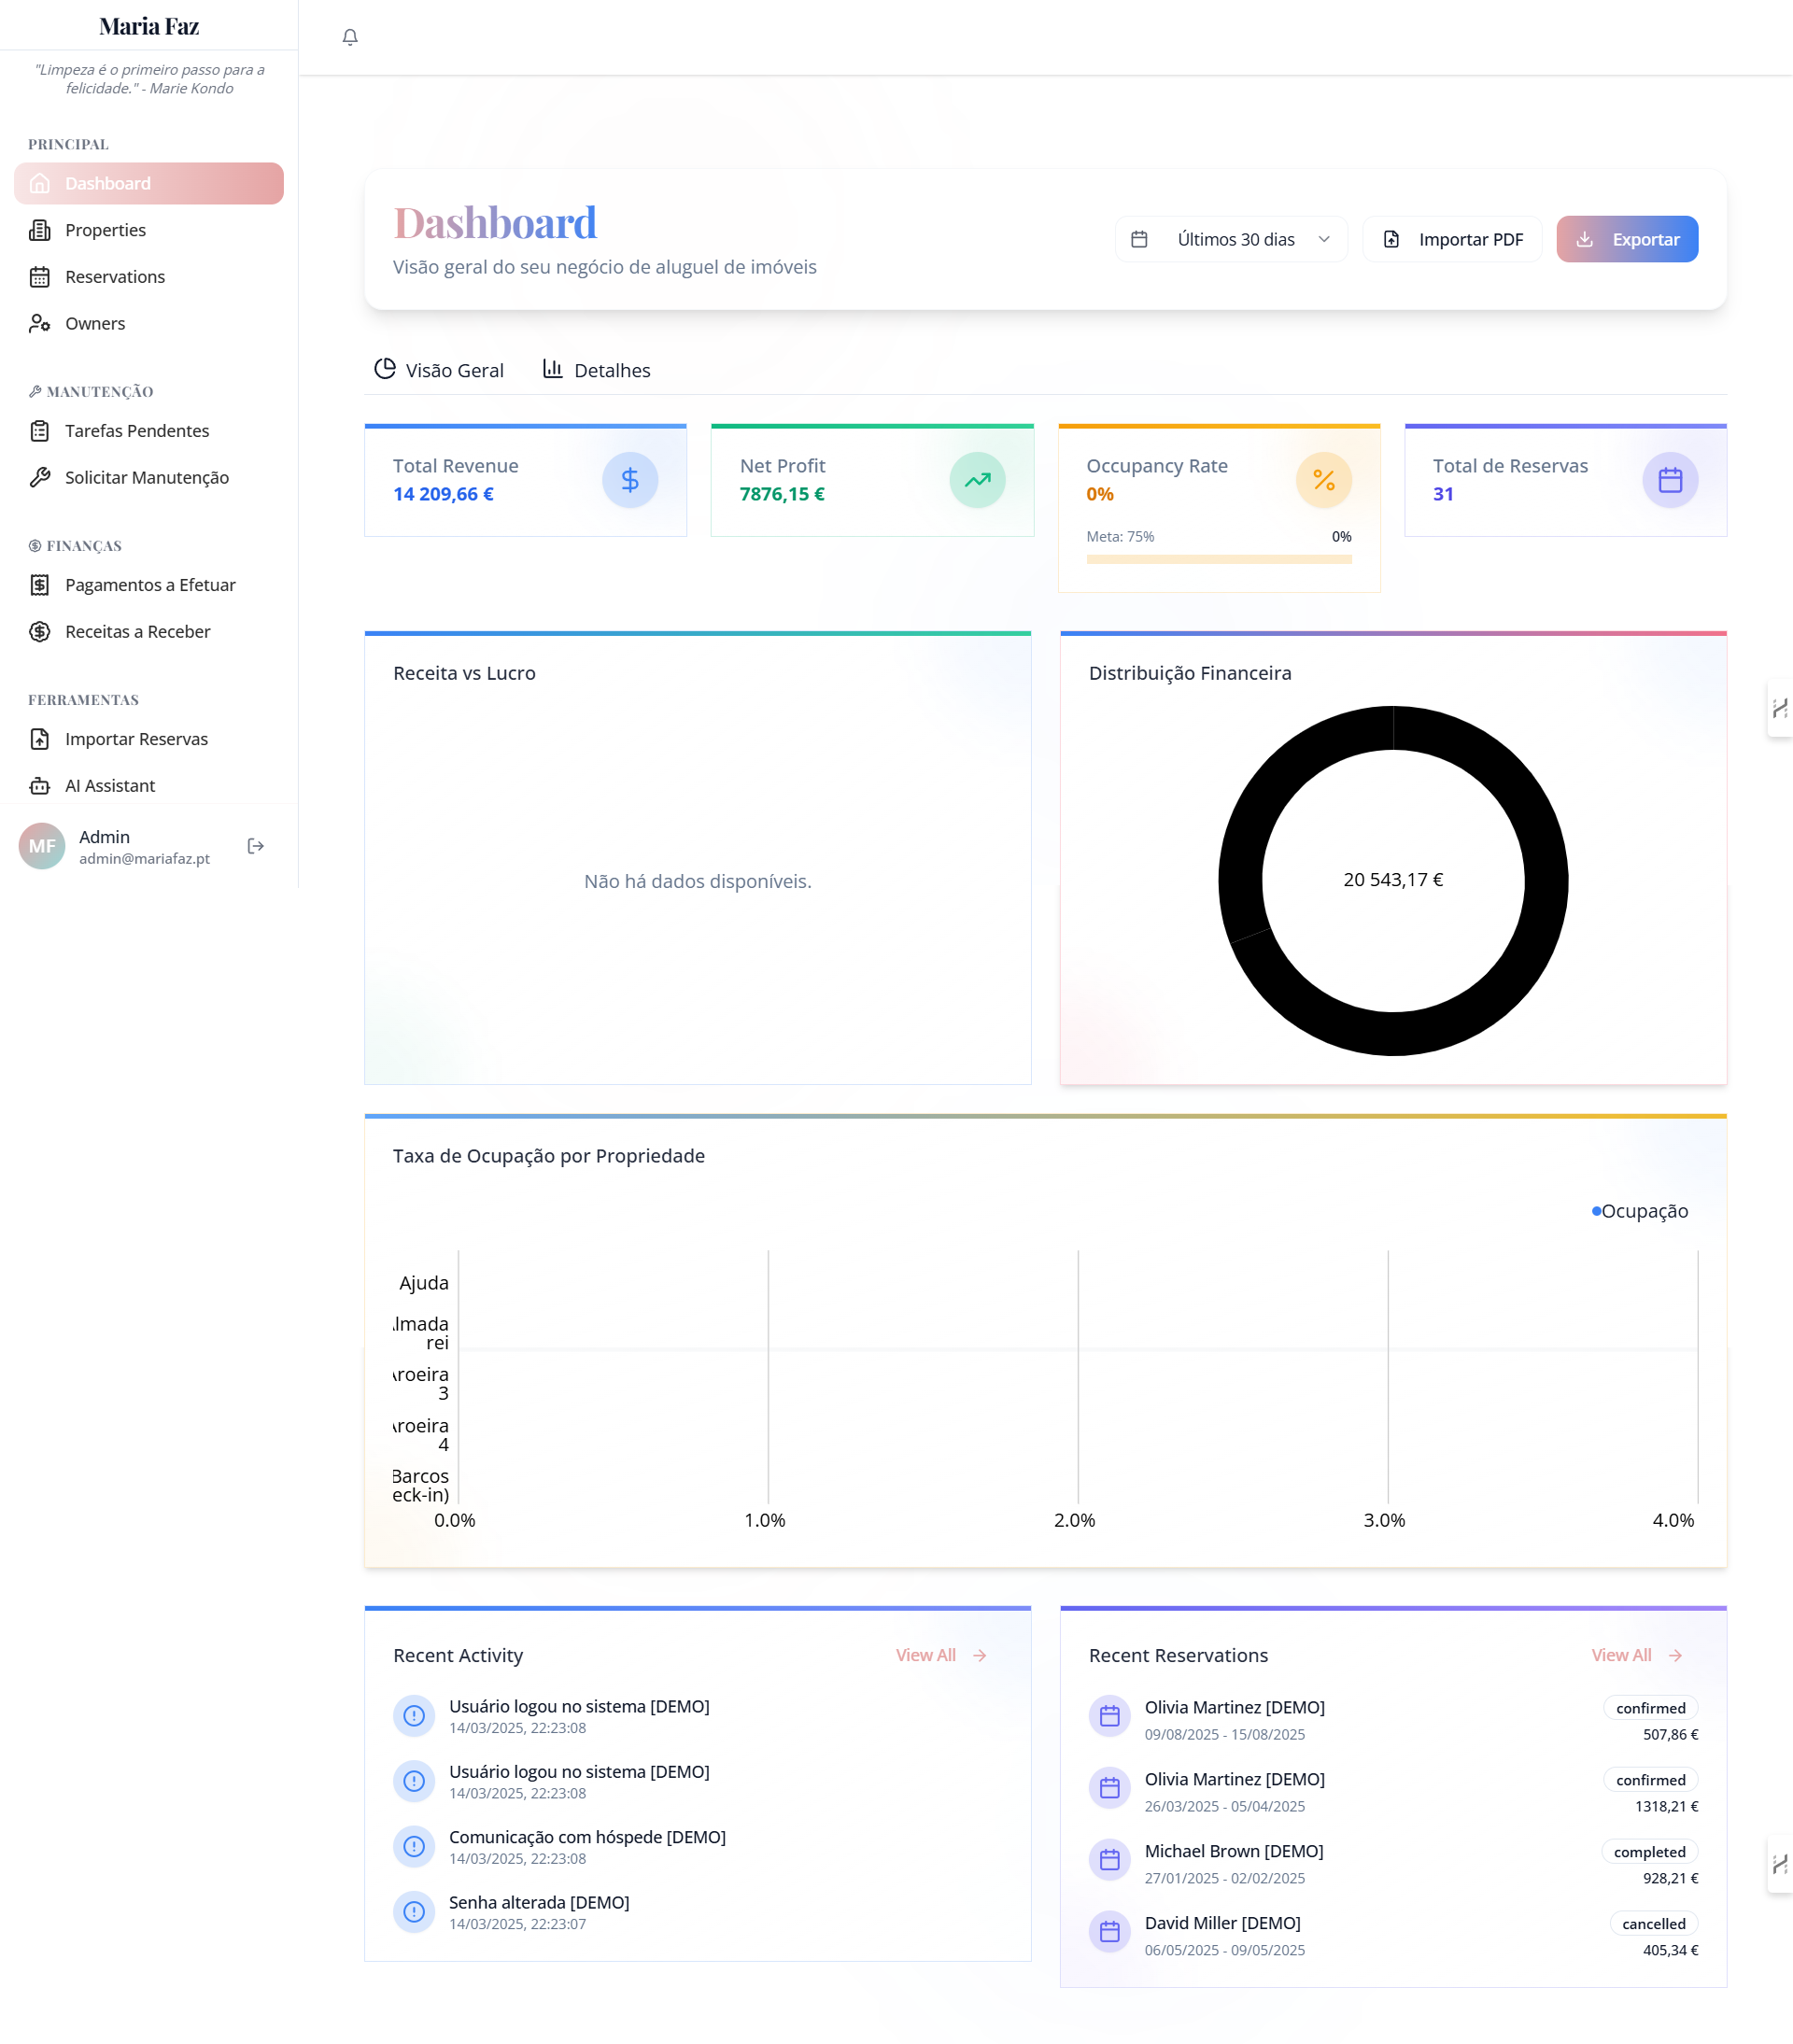 Maria Faz
"Limpeza é o primeiro passo para a
felicidade." - Marie Kondo
PRINCIPAL
Dashboard
Properties
Reservations
Owners
MANUTENÇÃO
Tarefas Pendentes
Solicitar Manutenção
FINANÇAS
Pagamentos a Efetuar
Receitas a Receber
FERRAMENTAS
Importar Reservas
AI Assistant
MF
Admin
admin@mariafaz.pt
Dashboard
Visão geral do seu negócio de aluguel de imóveis
Últimos 30 dias
Importar PDF
Exportar
Visão Geral
Detalhes
Total Revenue
14 209,66 €
Net Profit
7876,15 €
Occupancy Rate
0%
Meta: 75%
0%
Total de Reservas
31
Receita vs Lucro
Não há dados disponíveis.
Distribuição Financeira
20 543,17 €
Taxa de Ocupação por Propriedade
Ocupação
Ajuda
lmada
rei
Aroeira
3
Aroeira
4
Barcos
eck-in)
0.0%
1.0%
2.0%
3.0%
4.0%
Recent Activity
View All
Usuário logou no sistema [DEMO]
14/03/2025, 22:23:08
Usuário logou no sistema [DEMO]
14/03/2025, 22:23:08
Comunicação com hóspede [DEMO]
14/03/2025, 22:23:08
Senha alterada [DEMO]
14/03/2025, 22:23:07
Recent Reservations
View All
Olivia Martinez [DEMO]
confirmed
09/08/2025 - 15/08/2025
507,86 €
Olivia Martinez [DEMO]
confirmed
26/03/2025 - 05/04/2025
1318,21 €
Michael Brown [DEMO]
completed
27/01/2025 - 02/02/2025
928,21 €
David Miller [DEMO]
cancelled
06/05/2025 - 09/05/2025
405,34 €